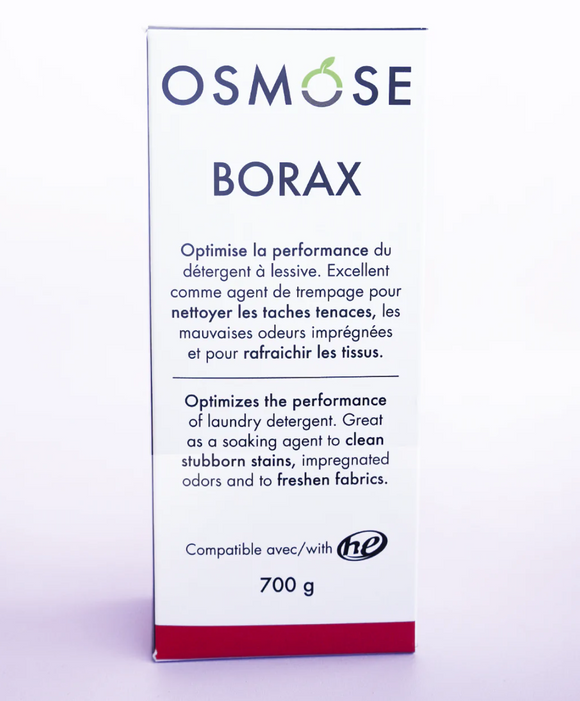 OSMOSE
BORAX
Optimise la performance du
détergent à lessive. Excellent
comme agent de trempage pour
nettoyer les taches tenaces, les
mauvaises odeurs imprégnées
et pour rafraichir les tissus.
Optimizes the performance
of laundry detergent. Great
as a soaking agent to clean
stubborn stains, impregnated
odors and to freshen fabrics.
Compatible avec/with he
700 g